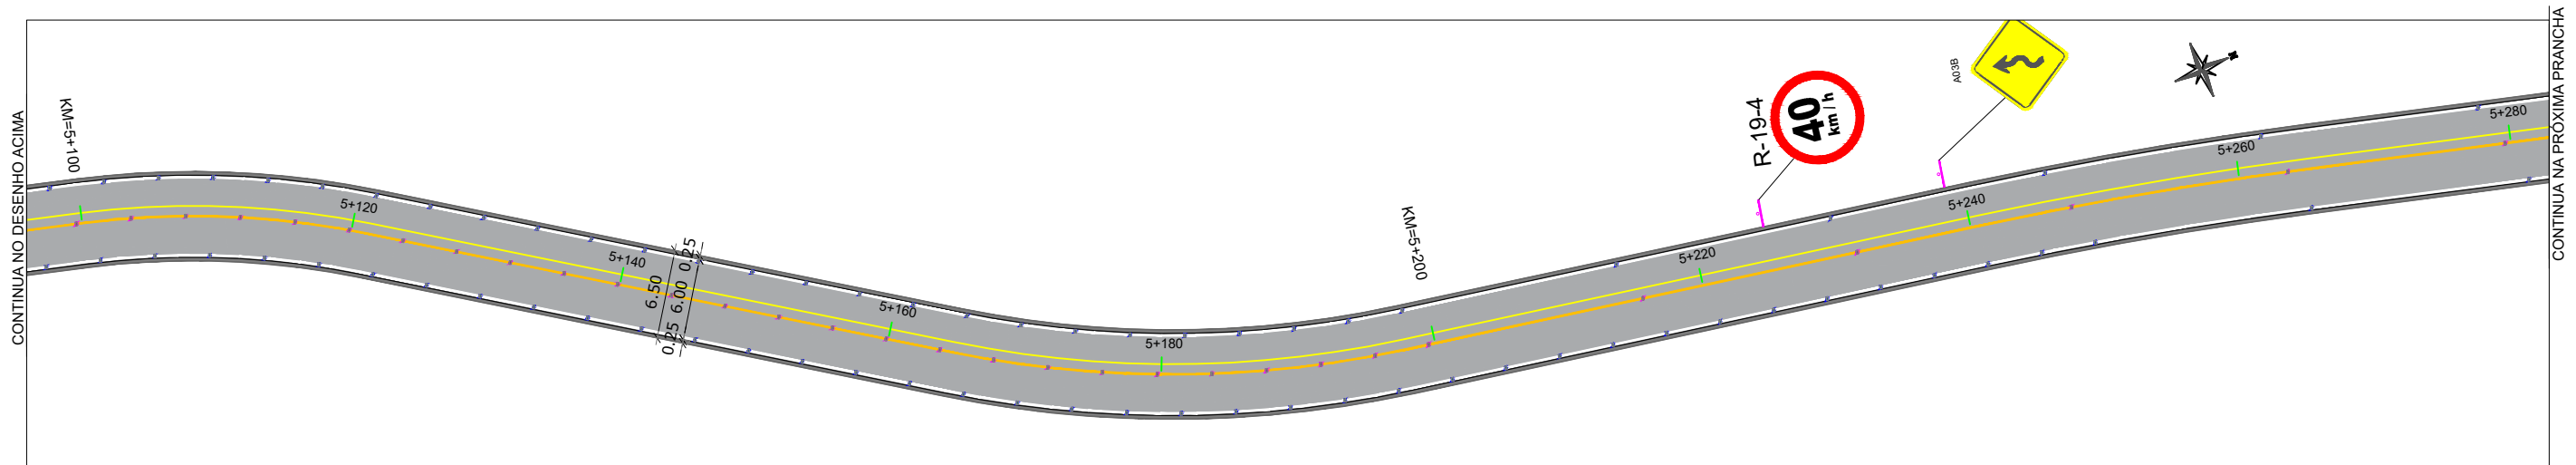 CONTINUA NO DESENHO ACIMA
KM=5+100
5+120
5+140
0.25
6.50
6.00
0.25
5+160
5+180
KM=5+200
5+220
R-19-4
40
km/h
A03B
5+240
5+260
5+280
CONTINUA NA PRÓXIMA PRANCHA